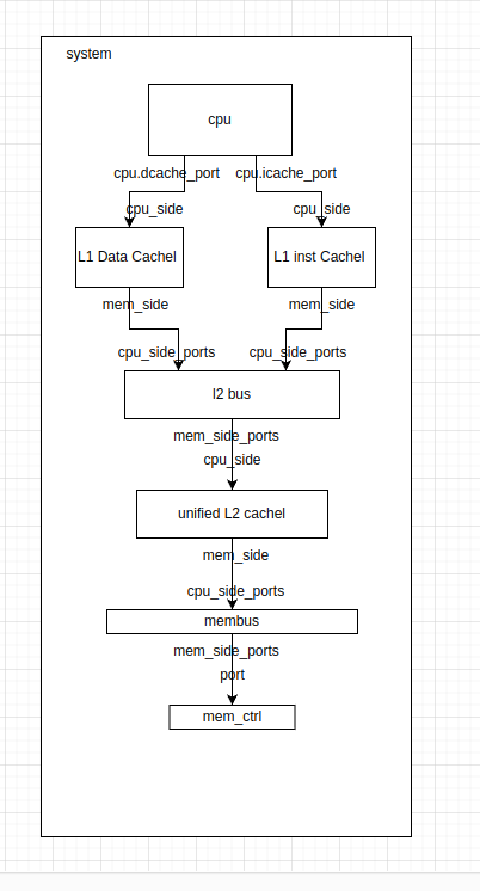 system
cpu
cpu.dcache_port cpu.icache_port
cpu_side cpu_side
L1 Data Cachel L1 inst Cachel
mem_side mem_side
cpu_side_ports cpu_side_ports
l2 bus
mem_side_ports
cpu_side
unified L2 cachel
mem_side
cpu_side_ports
membus
mem_side_ports
port
mem_ctrl